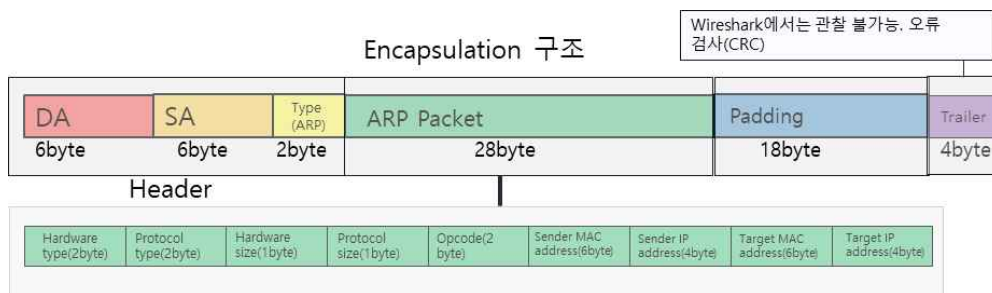 Wireshark에서는 관찰 불가능. 오류
검사(CRC)
Encapsulation 구조
DA
SA
Type
(ARP)
ARP Packet
Padding
Trailer
6byte
6byte
2byte
28byte
18byte
4byte
Header
Hardware
type(2byte)
Protocol
type(2byte)
Hardware
size(1byte)
Protocol
size(1byte)
Opcode(2
byte)
Sender MAC
address(6byte)
Sender IP
address(4byte)
Target MAC
address(6byte)
Target IP
address(4byte)